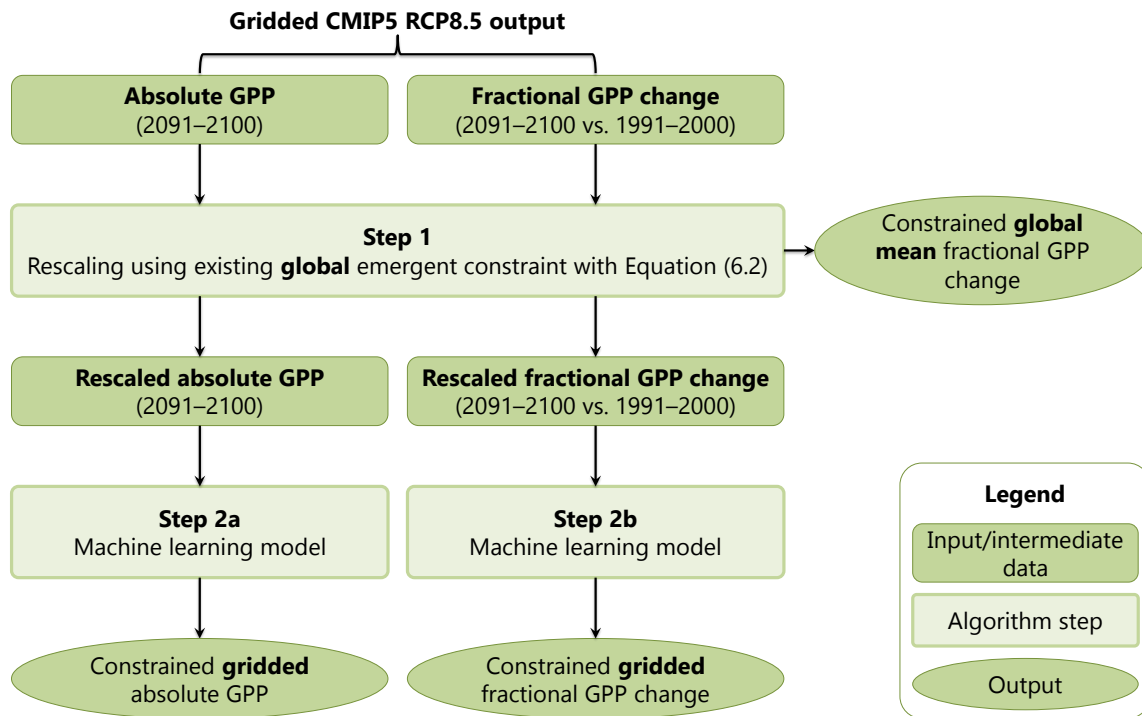 Gridded CMIP5 RCP8.5 output
Absolute GPP
(2091–2100)
Fractional GPP change
(2091–2100 vs. 1991–2000)
Step 1
Rescaling using existing global emergent constraint with Equation (6.2)
Constrained global
mean fractional GPP
change
Rescaled absolute GPP
(2091–2100)
Rescaled fractional GPP change
(2091–2100 vs. 1991–2000)
Step 2a
Machine learning model
Step 2b
Machine learning model
Constrained gridded
absolute GPP
Constrained gridded
fractional GPP change
Legend
Input/intermediate
data
Algorithm step
Output